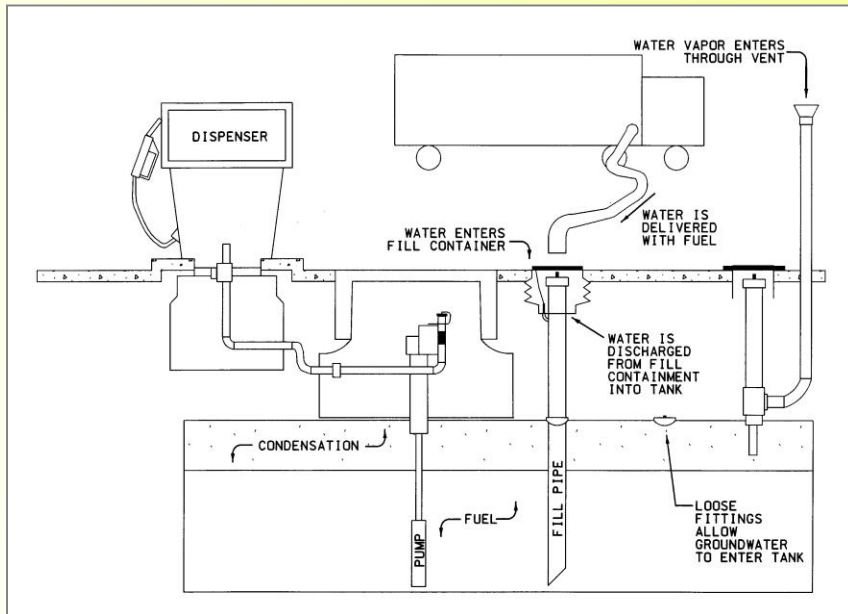 WATER VAPOR ENTERS
THROUGH VENT
DISPENSER
WATER IS
DELIVERED
WITH FUEL
WATER ENTERS
FILL CONTAINER
WATER IS
DISCHARGED
FROM FILL
CONTAINMENT
INTO TANK
CONDENSATION
FUEL
PUMP
FILL PIPE
LOOSE
FITTINGS
ALLOW
GROUNDWATER
TO ENTER TANK